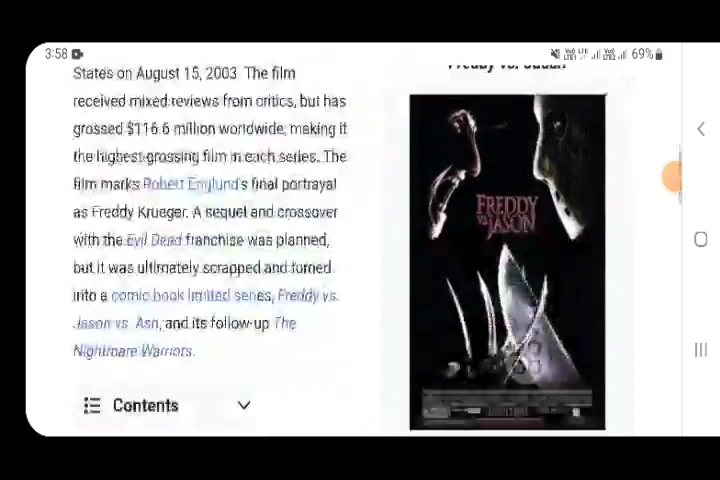 3:58
69%
Freddy vs. Jason
States on August 15, 2003. The film
received mixed reviews from critics, but has
grossed $116.6 million worldwide, making it
the highest-grossing film in each series. The
film marks Robert Englund's final portrayal
as Freddy Krueger. A sequel and crossover
with the Evil Dead franchise was planned,
but it was ultimately scrapped and turned
into a comic book limited series, Freddy vs.
Jason vs. Ash, and its follow-up The
Nightmare Warriors.
Contents
FREDDY
VS
JASON